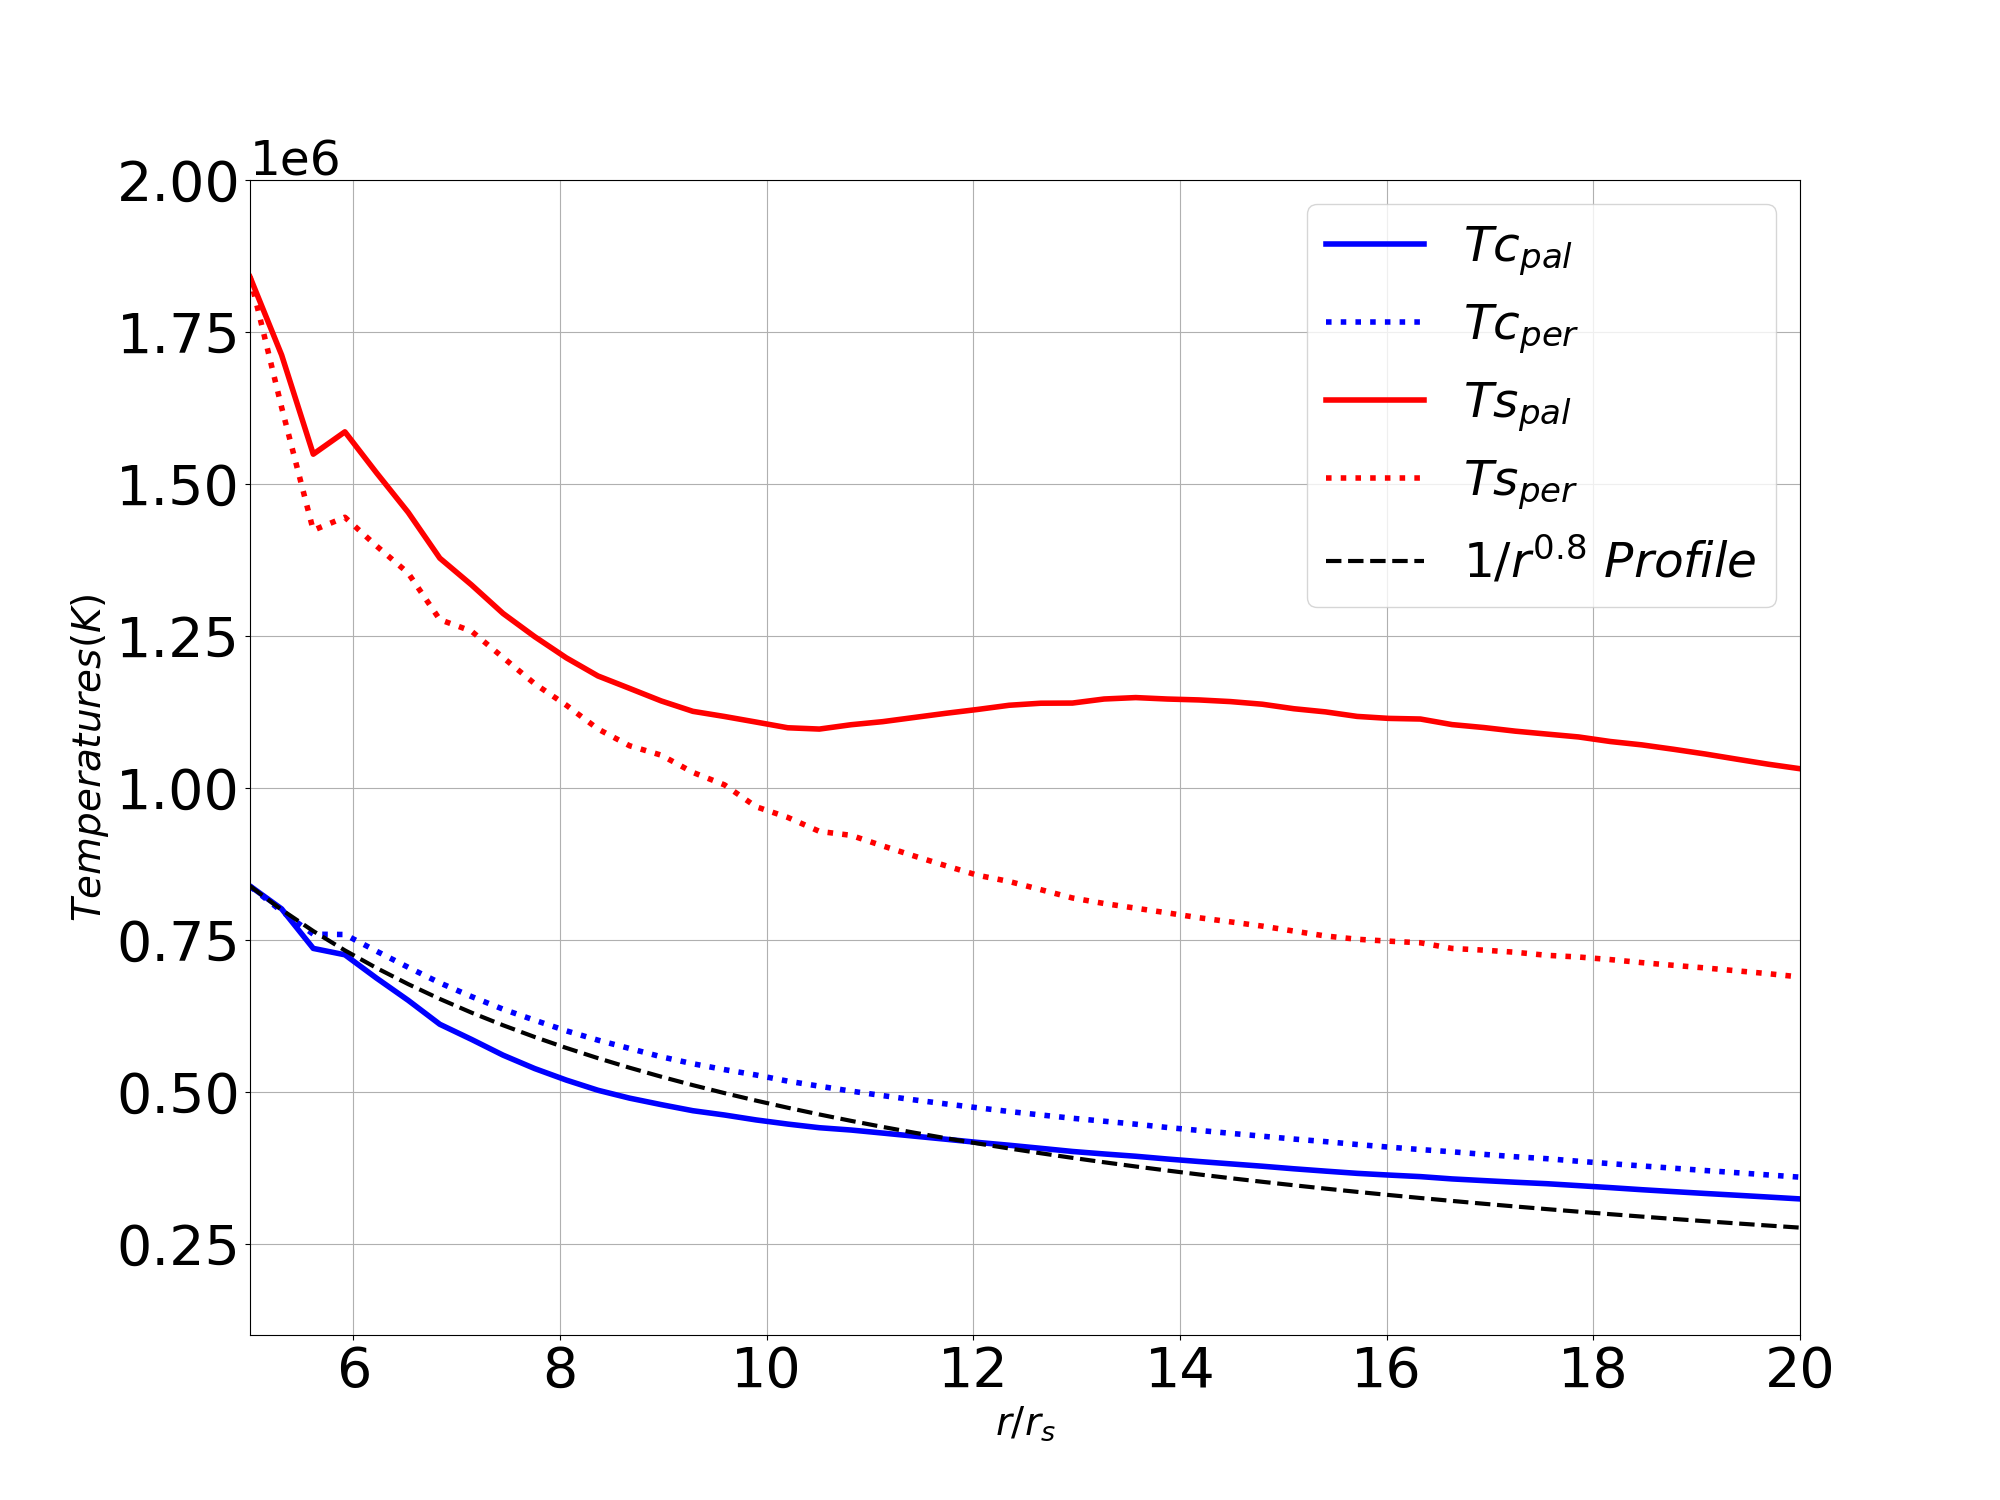 1e6
2.00
1.75
1.50
1.25
1.00
0.75
0.50
0.25
Temperatures(K)
Tc_pal
Tc_per
Ts_pal
Ts_per
1/r^0.8 Profile
6 8 10 12 14 16 18 20
r/r_s